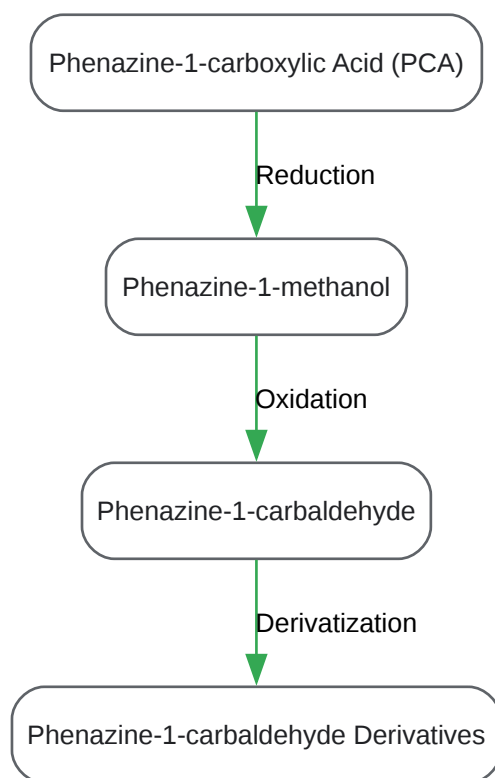 Phenazine-1-carboxylic Acid (PCA)
Reduction
Phenazine-1-methanol
Oxidation
Phenazine-1-carbaldehyde
Derivatization
Phenazine-1-carbaldehyde Derivatives